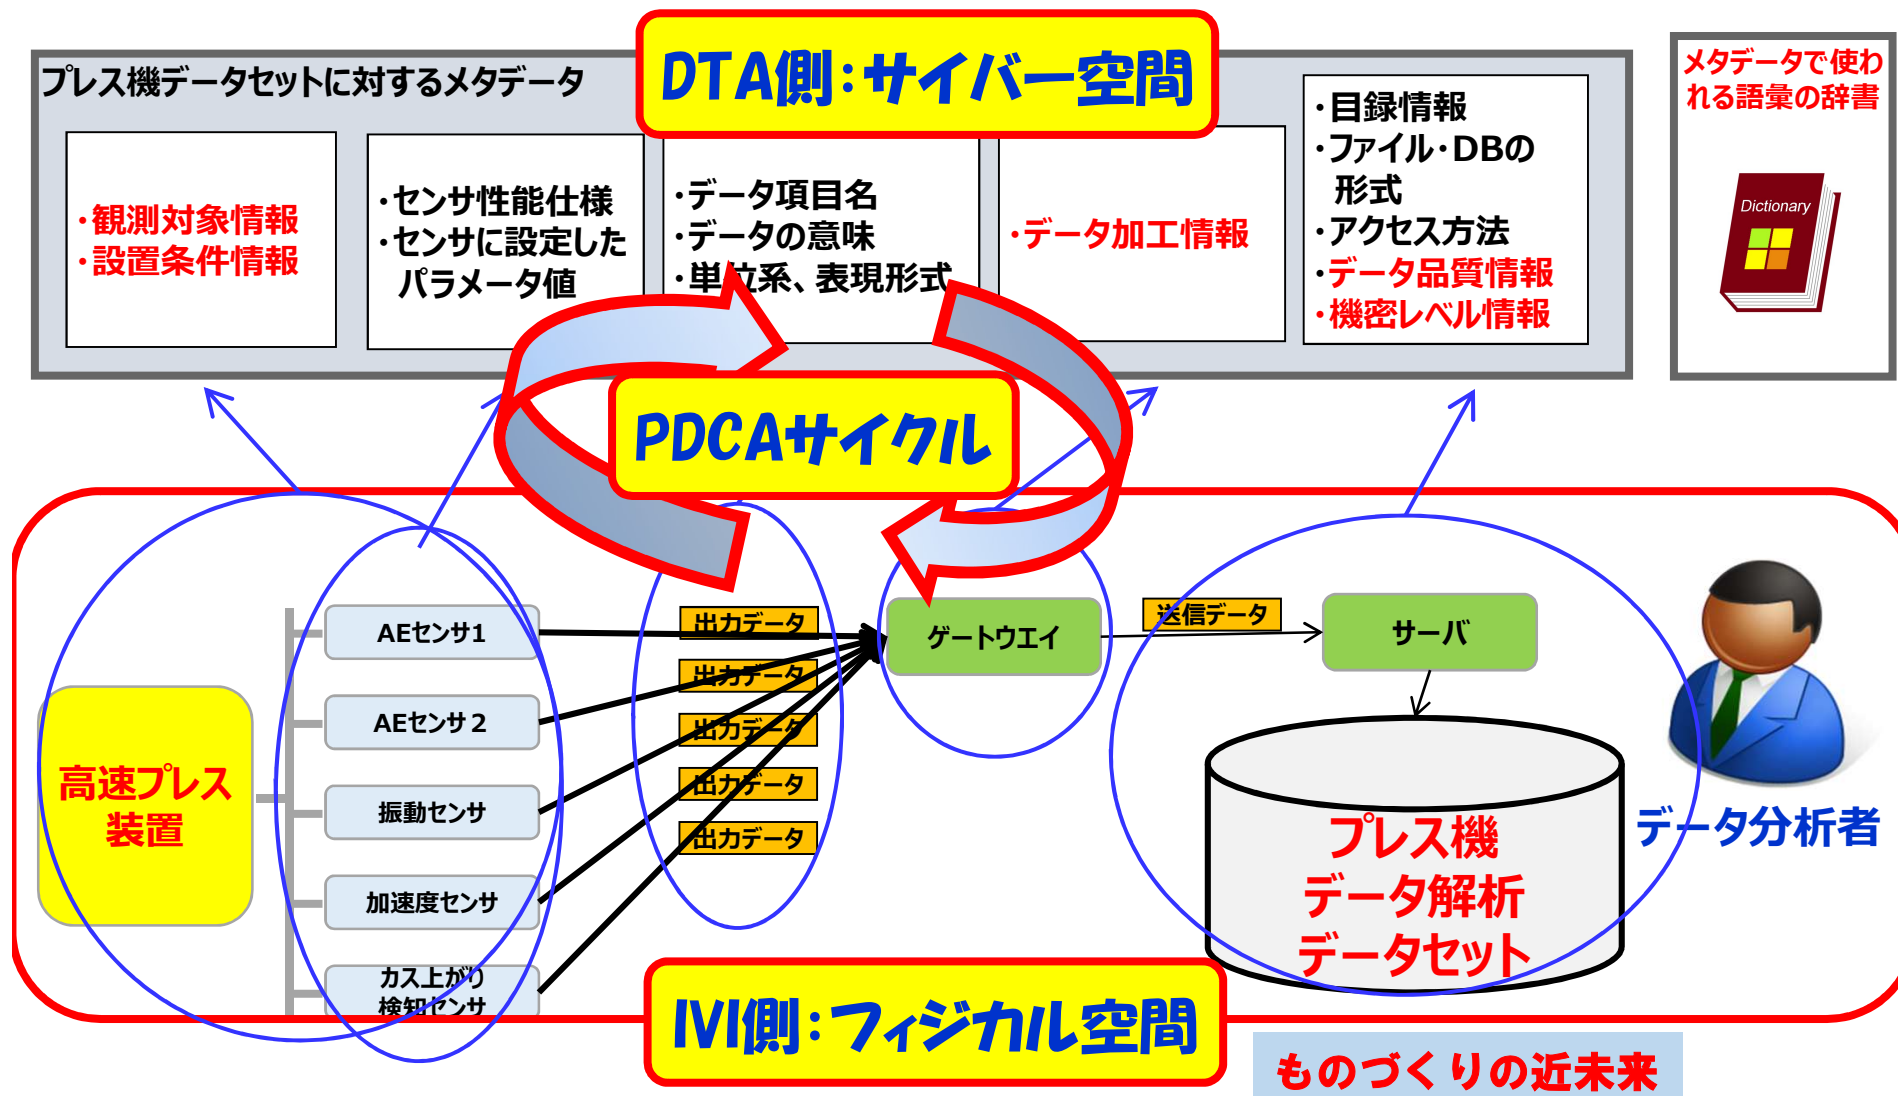 DTA側:サイバー空間
プレス機データセットに対するメタデータ
・観測対象情報
・設置条件情報
・センサ性能仕様
・センサに設定した
パラメータ値
・データ項目名
・データの意味
・単位系、表現形式
・データ加工情報
・目録情報
・ファイル・DBの
形式
・アクセス方法
・データ品質情報
・機密レベル情報
メタデータで使わ
れる語彙の辞書
Dictionary
PDCAサイクル
高速プレス
装置
AEセンサ1
AEセンサ２
振動センサ
加速度センサ
カス上がり
検知センサ
出力データ
出力データ
出力データ
出力データ
出力データ
ゲートウエイ
送信データ
サーバ
プレス機
データ解析
データセット
データ分析者
IVI側:フィジカル空間
ものづくりの近未来